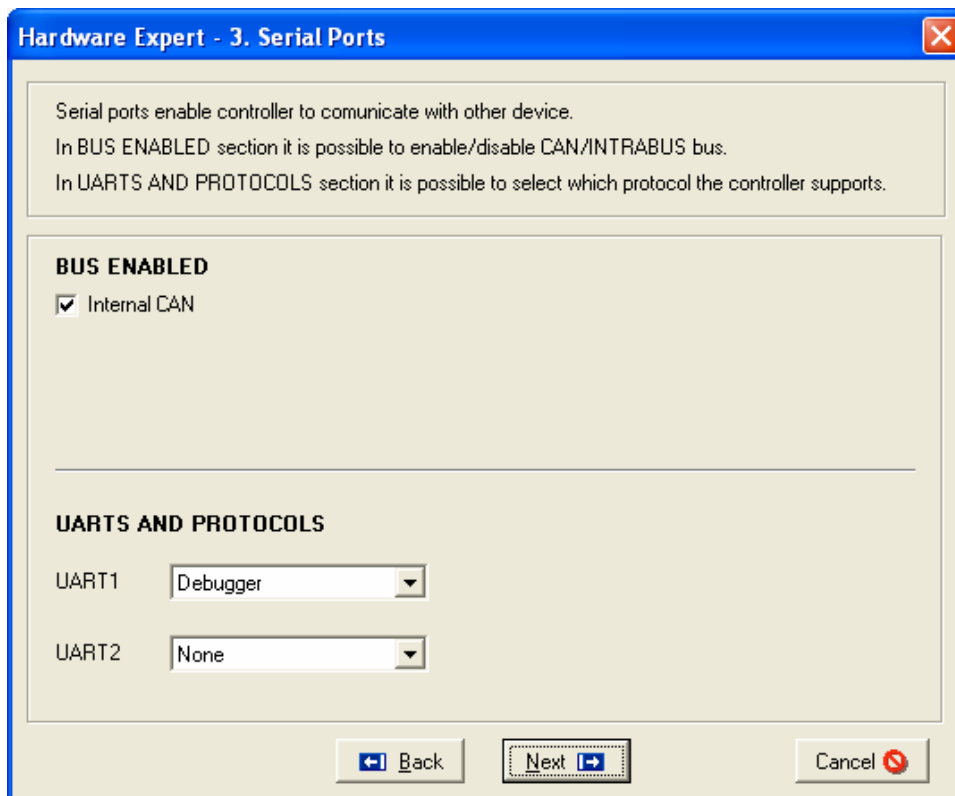 Hardware Expert - 3. Serial Ports
Serial ports enable controller to comunicate with other device.
In BUS ENABLED section it is possible to enable/disable CAN/INTRABUS bus.
In UARTS AND PROTOCOLS section it is possible to select which protocol the controller supports.
BUS ENABLED
Internal CAN
UARTS AND PROTOCOLS
UART1 Debugger
UART2 None
Back Next Cancel